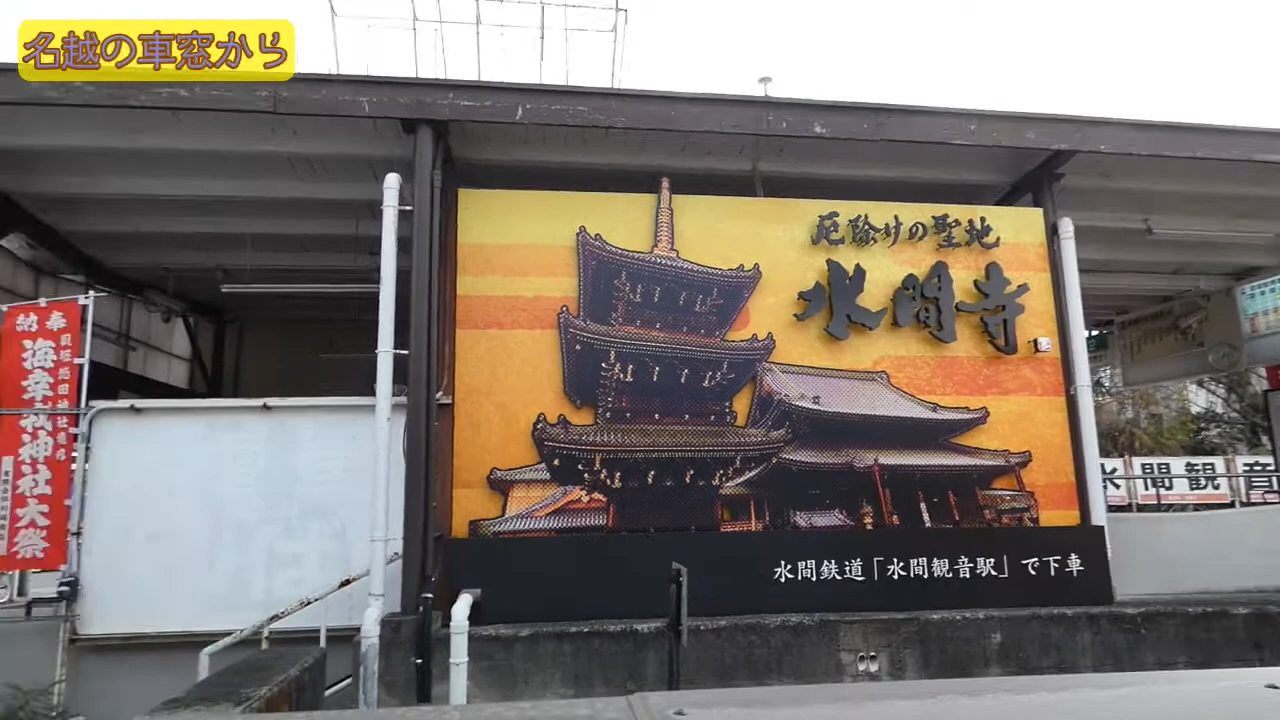 名越の車窓から
厄除けの聖地
水間寺
水間鉄道「水間観音駅」で下車
奉納
海幸我神社大祭
水間観音